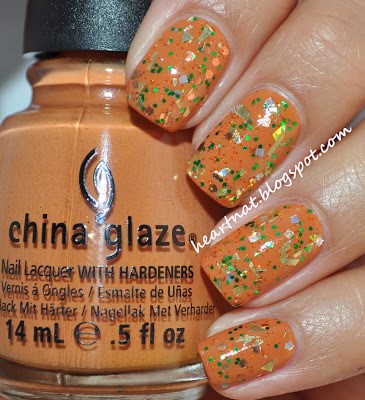 china glaze®
Nail Lacquer WITH HARDENERS
Vernis á Ongles / Esmalte de Uñas
Lack Mit Härter / Nagellak Met Verharder
14 mL e .5 fl oz
heartnat.blogspot.com